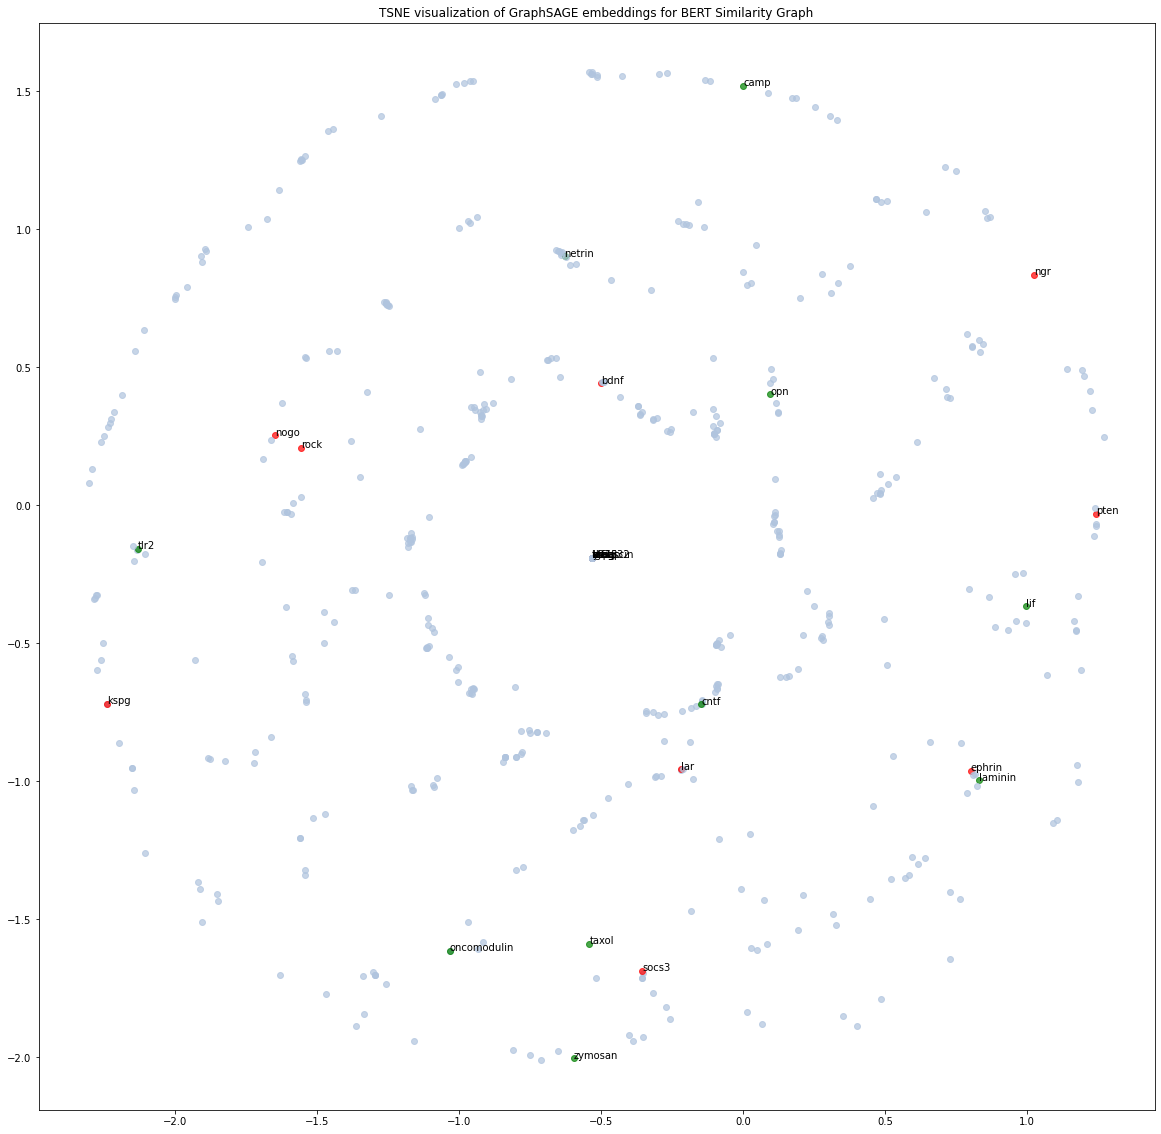 TSNE visualization of GraphSAGE embeddings for BERT Similarity Graph
1.5
camp
1.0
netrin
ngr
0.5
bdnf
opn
nogo
rock
0.0
pten
tlr2
lif
-0.5
kspg
cntf
lar
ephrin
laminin
-1.0
-1.5
oncomodulin
taxol
socs3
zymosan
-2.0
-2.0 -1.5 -1.0 -0.5 0.0 0.5 1.0